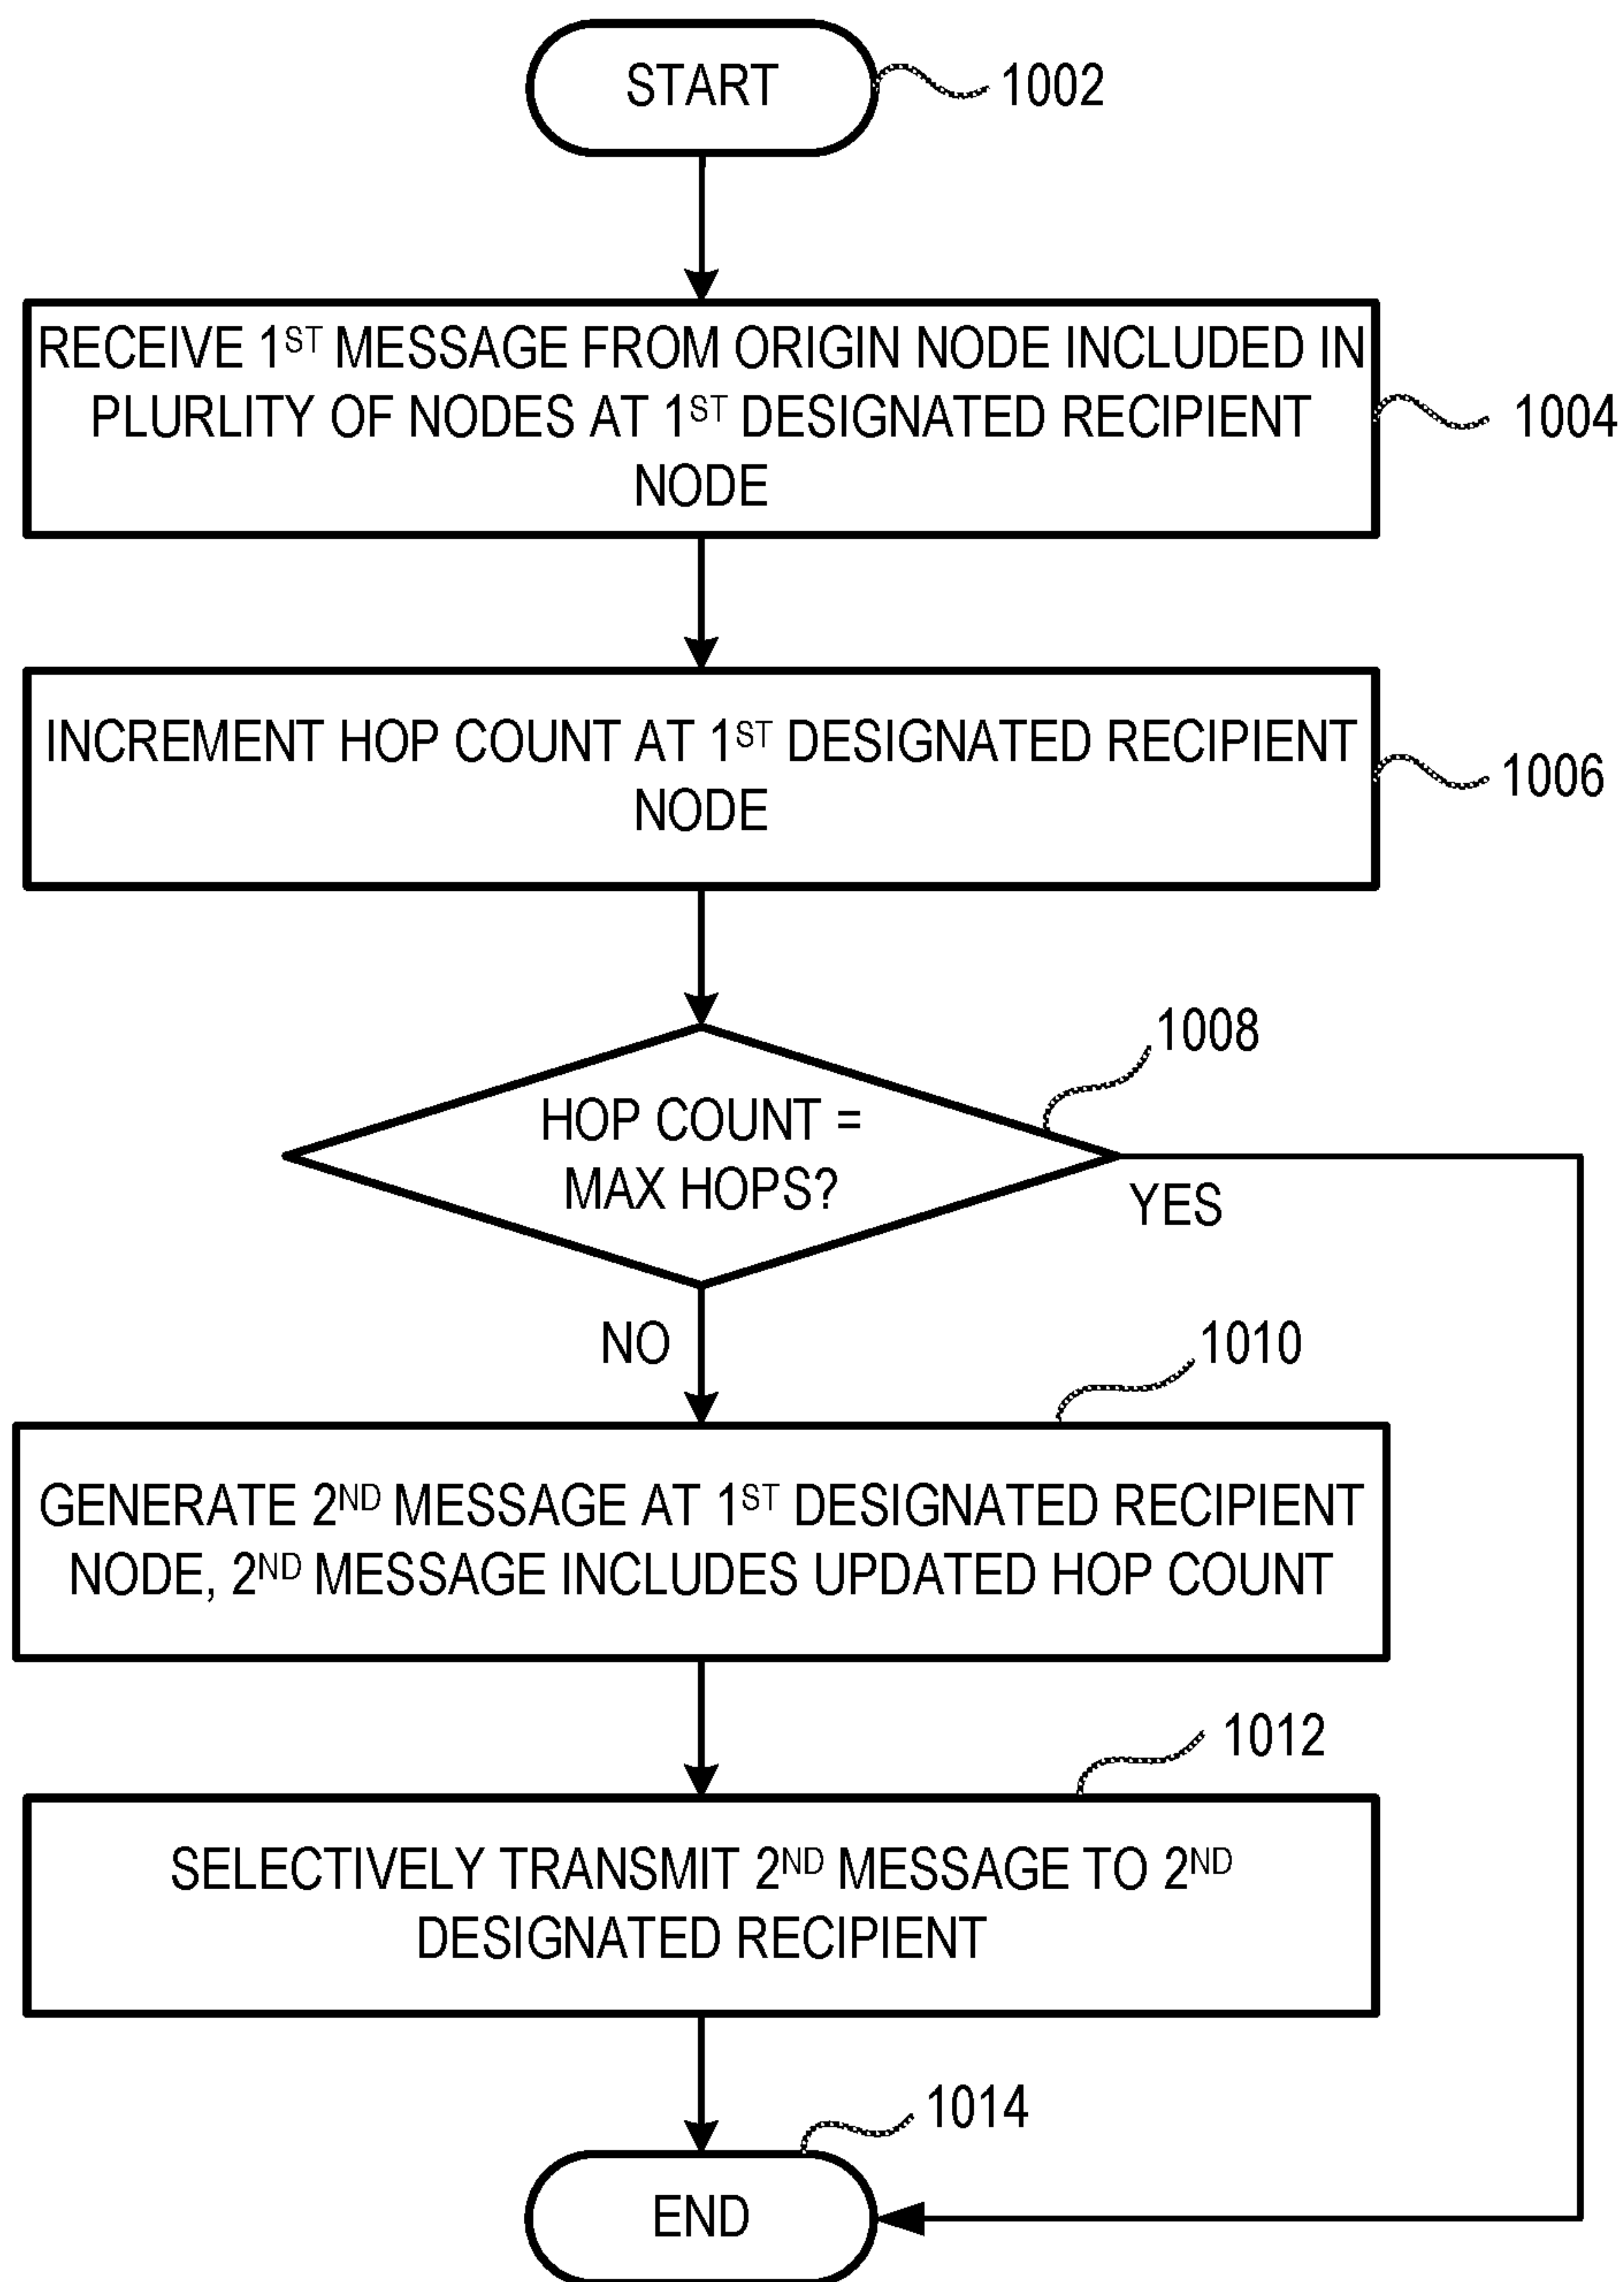 START
1002
RECEIVE 1ST MESSAGE FROM ORIGIN NODE INCLUDED IN
PLURLITY OF NODES AT 1ST DESIGNATED RECIPIENT
NODE
1004
INCREMENT HOP COUNT AT 1ST DESIGNATED RECIPIENT
NODE
1006
1008
HOP COUNT =
MAX HOPS?
YES
NO
1010
GENERATE 2ND MESSAGE AT 1ST DESIGNATED RECIPIENT
NODE, 2ND MESSAGE INCLUDES UPDATED HOP COUNT
1012
SELECTIVELY TRANSMIT 2ND MESSAGE TO 2ND
DESIGNATED RECIPIENT
1014
END